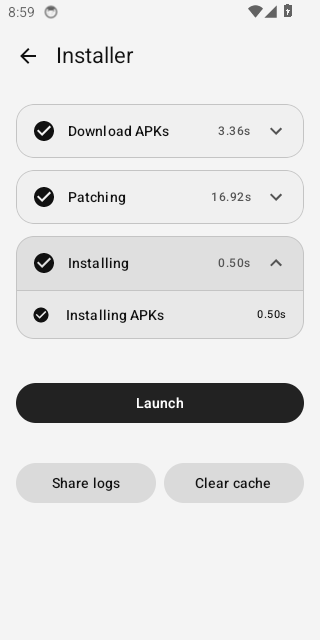 8:59
Installer
Download APKs 3.36s
Patching 16.92s
Installing 0.50s
Installing APKs 0.50s
Launch
Share logs Clear cache